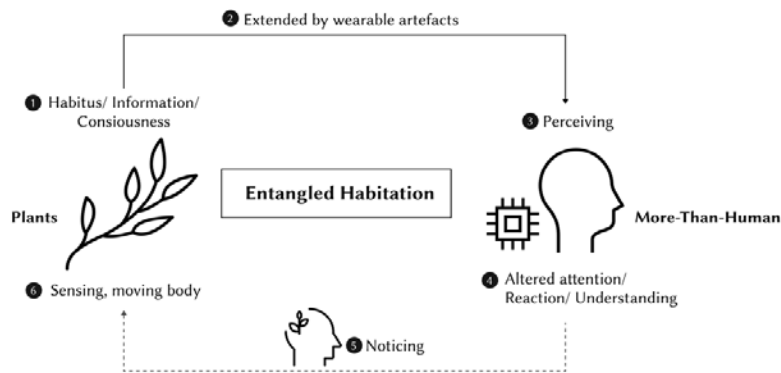 2 Extended by wearable artefacts
1 Habitus/ Information/
Consiousness
3 Perceiving
Plants
Entangled Habitation
More-Than-Human
4 Altered attention/
Reaction/ Understanding
6 Sensing, moving body
5 Noticing